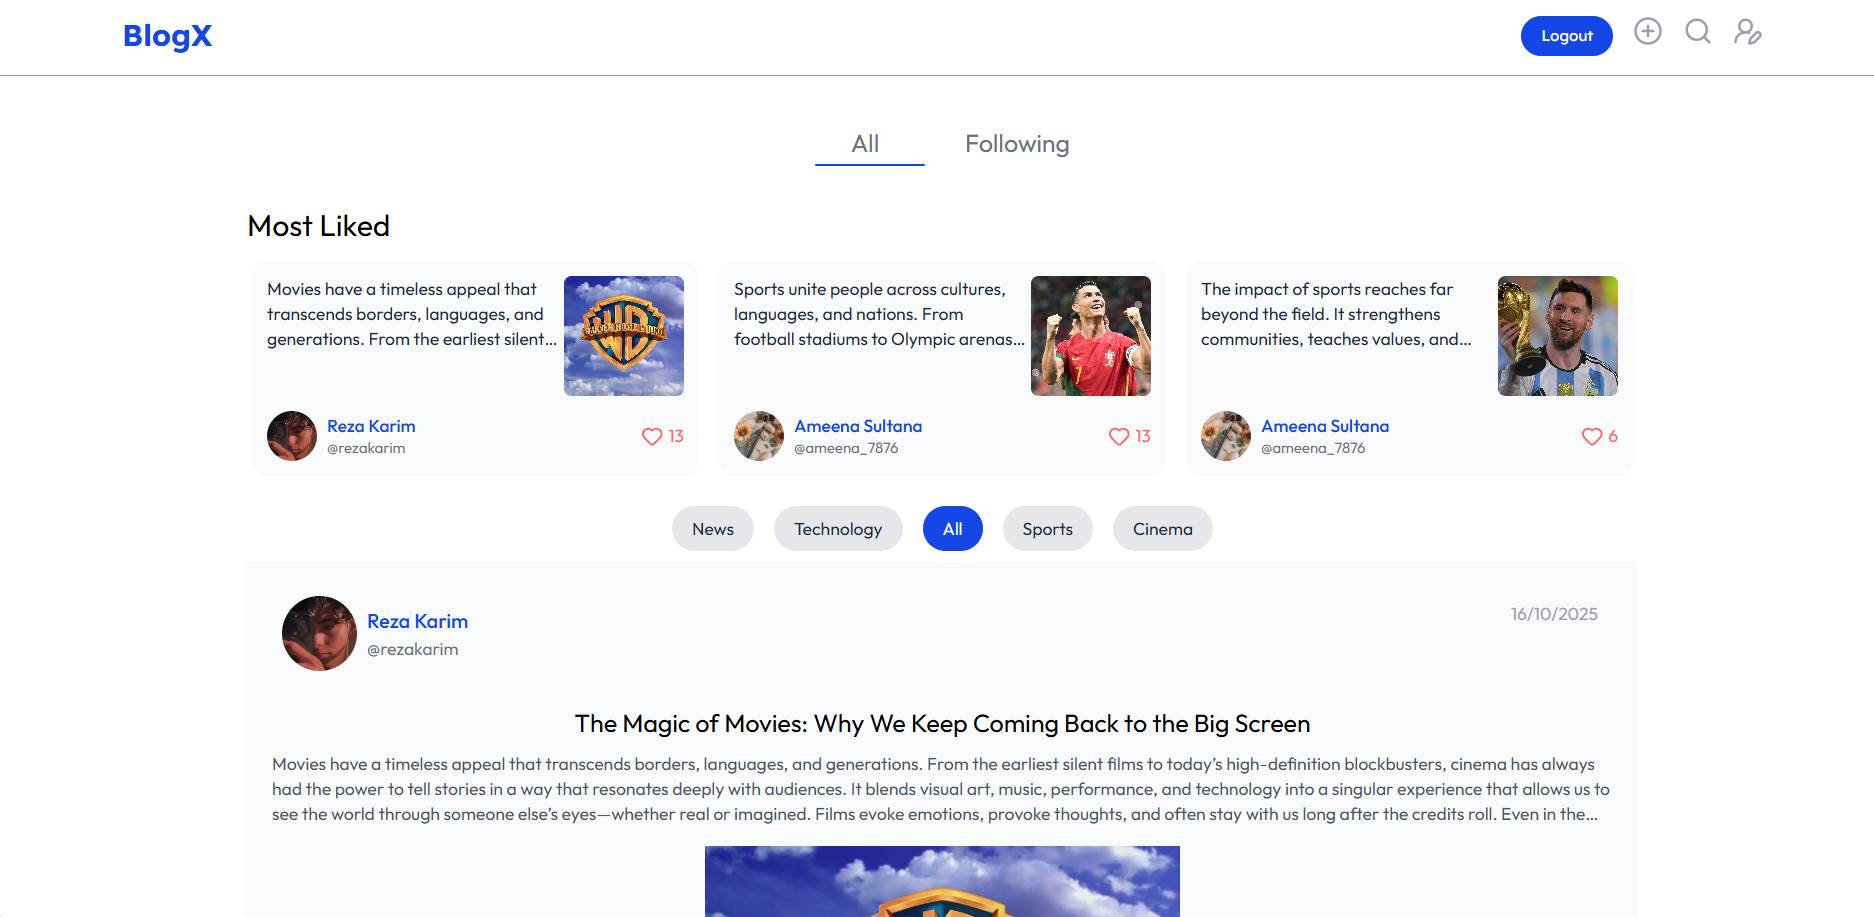 BlogX
Logout
All
Following
Most Liked
Movies have a timeless appeal that
transcends borders, languages, and
generations. From the earliest silent...
Reza Karim
@rezakarim
13
Sports unite people across cultures,
languages, and nations. From
football stadiums to Olympic arenas...
7
Ameena Sultana
@ameena_7876
13
The impact of sports reaches far
beyond the field. It strengthens
communities, teaches values, and...
Ameena Sultana
@ameena_7876
6
News
Technology
All
Sports
Cinema
Reza Karim
@rezakarim
16/10/2025
The Magic of Movies: Why We Keep Coming Back to the Big Screen
Movies have a timeless appeal that transcends borders, languages, and generations. From the earliest silent films to today’s high-definition blockbusters, cinema has always
had the power to tell stories in a way that resonates deeply with audiences. It blends visual art, music, performance, and technology into a singular experience that allows us to
see the world through someone else’s eyes—whether real or imagined. Films evoke emotions, provoke thoughts, and often stay with us long after the credits roll. Even in the...